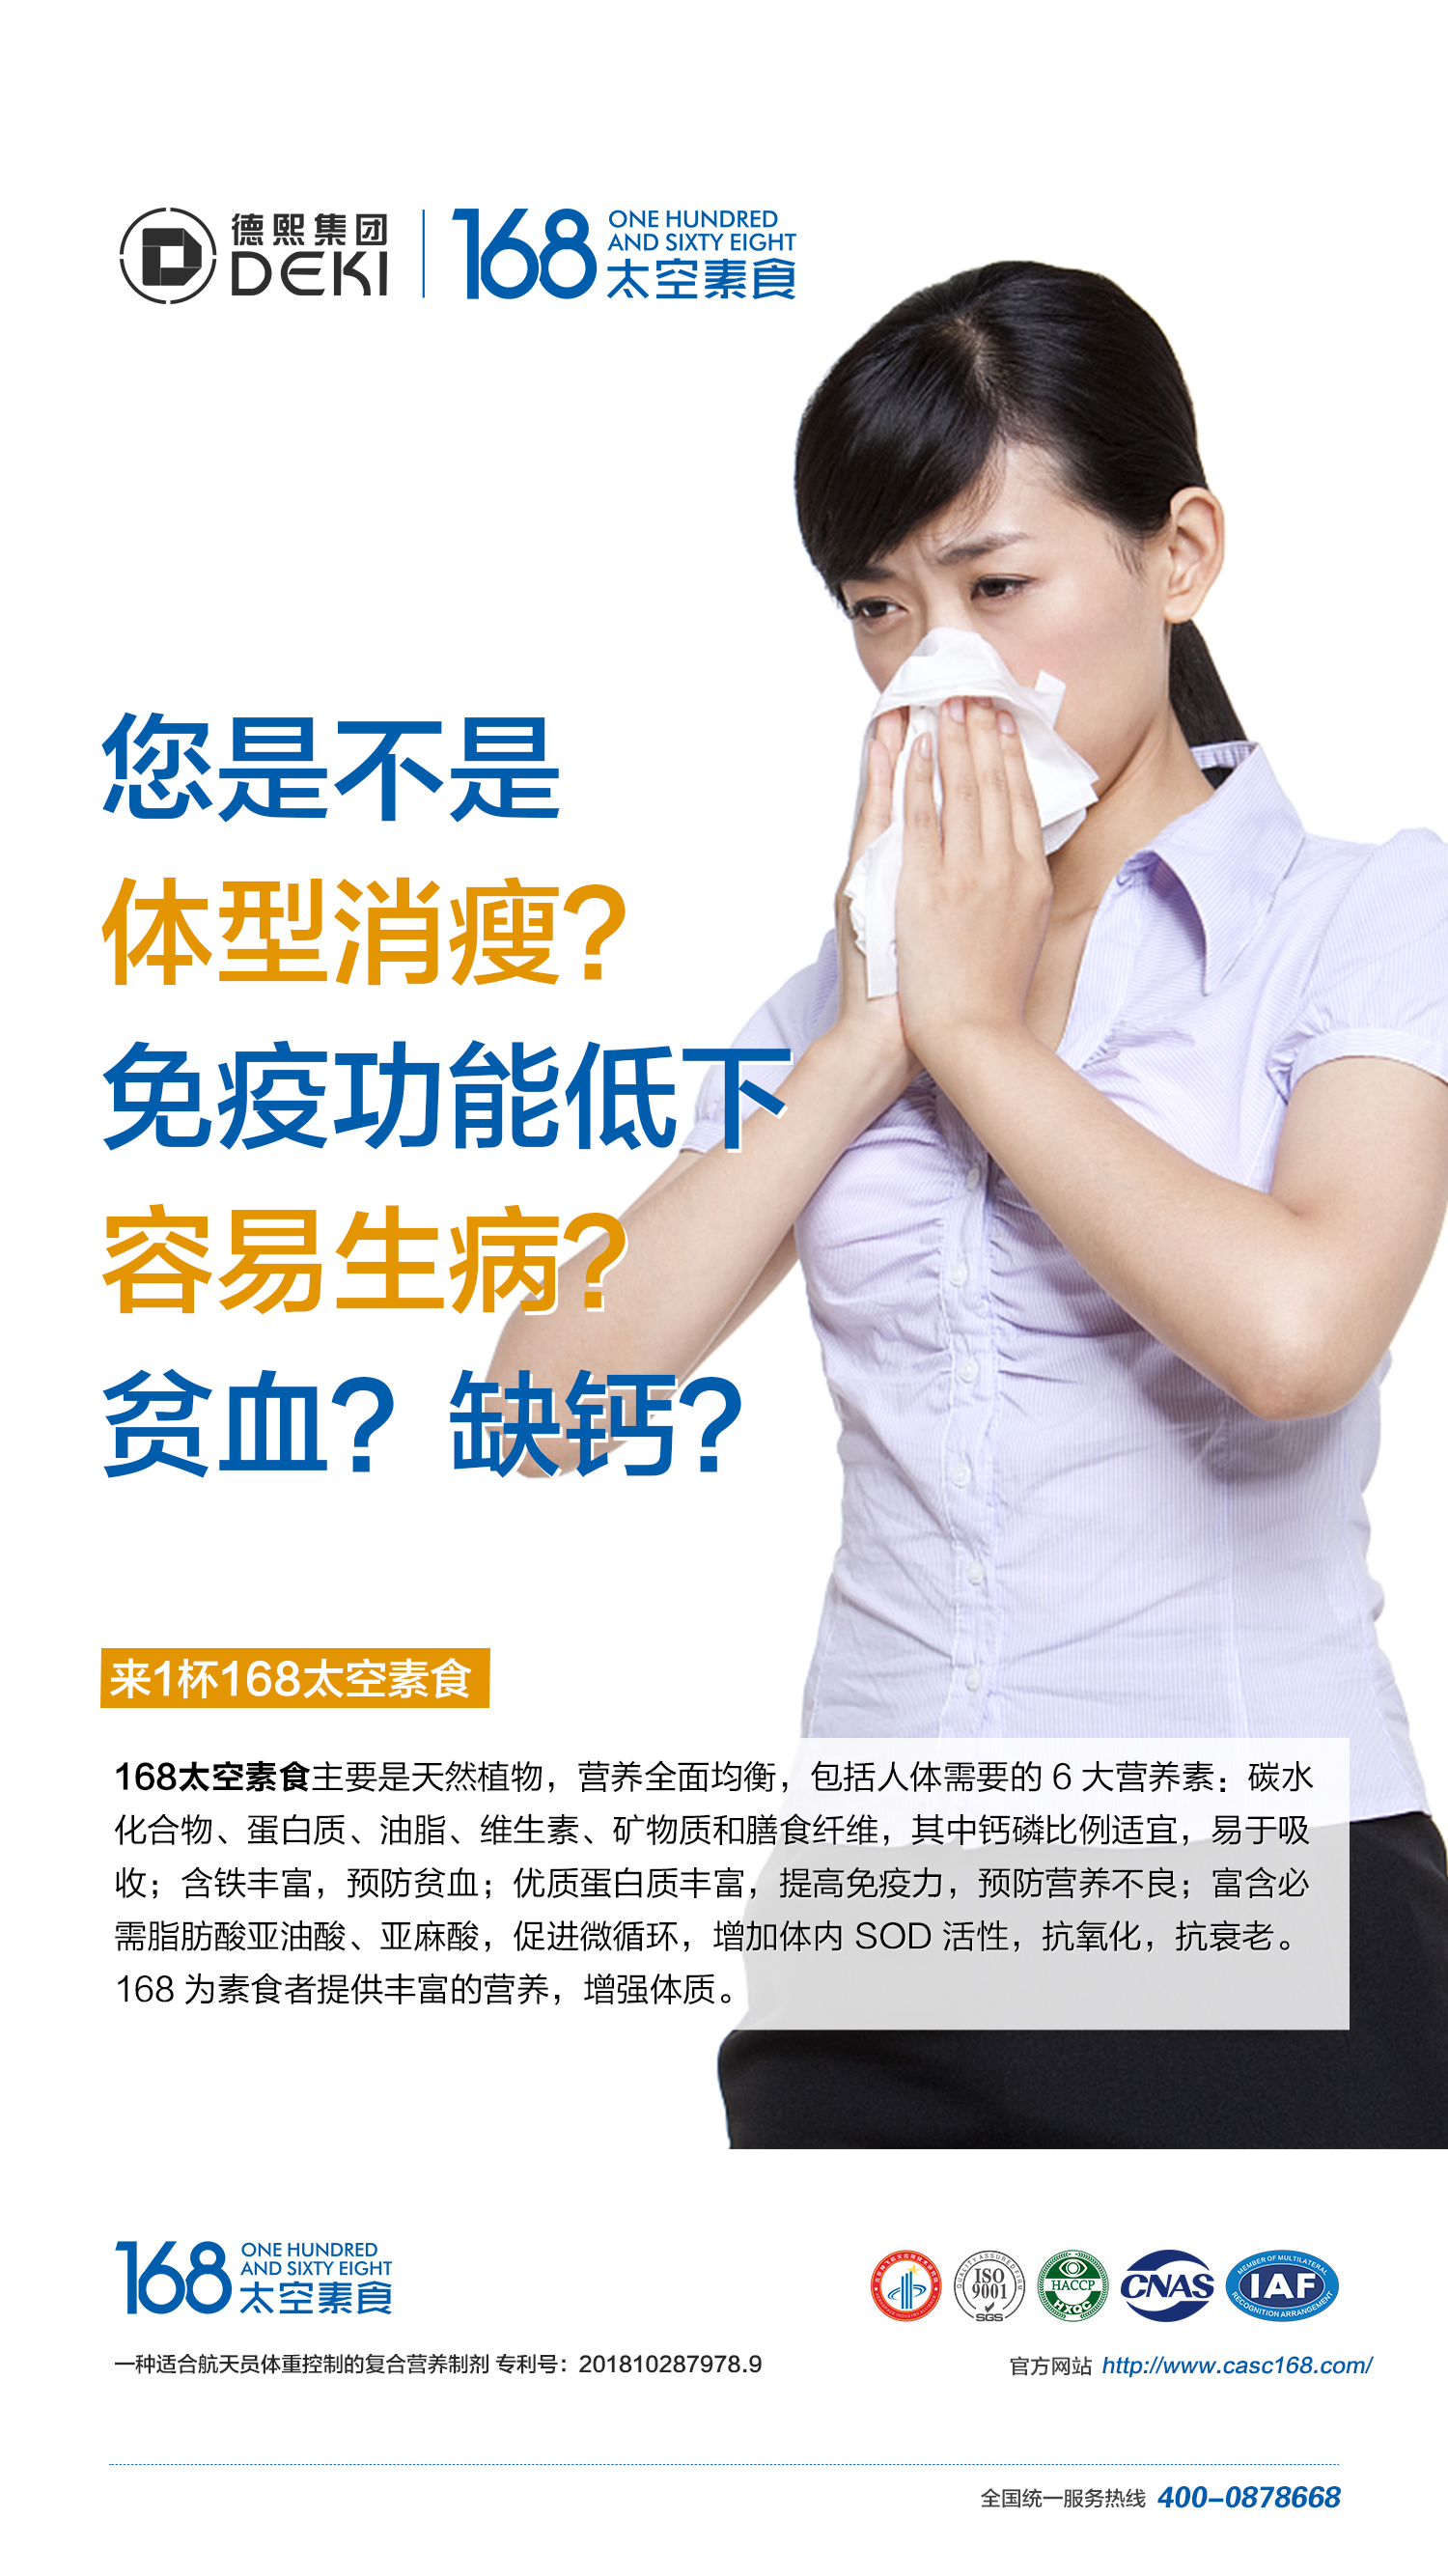 德熙集团
DEKI
168
ONE HUNDRED
AND SIXTY EIGHT
太空素食
您是不是
体型消瘦?
免疫功能低下
容易生病?
贫血? 缺钙?
来1杯168太空素食
168太空素食主要是天然植物，营养全面均衡，包括人体需要的 6 大营养素：碳水
化合物、蛋白质、油脂、维生素、矿物质和膳食纤维，其中钙磷比例适宜，易于吸
收；含铁丰富，预防贫血；优质蛋白质丰富，提高免疫力，预防营养不良；富含必
需脂肪酸亚油酸、亚麻酸，促进微循环，增加体内 SOD 活性，抗氧化，抗衰老。
168 为素食者提供丰富的营养，增强体质。
168
ONE HUNDRED
AND SIXTY EIGHT
太空素食
QUALITY ASSURED FIRM
ISO
9001
SGS
HACCP
HXQC
CNAS
MEMBER OF MULTILATERAL
IAF
RECOGNITION ARRANGEMENT
一种适合航天员体重控制的复合营养制剂 专利号：201810287978.9
官方网站 http://www.casc168.com/
全国统一服务热线 400-0878668